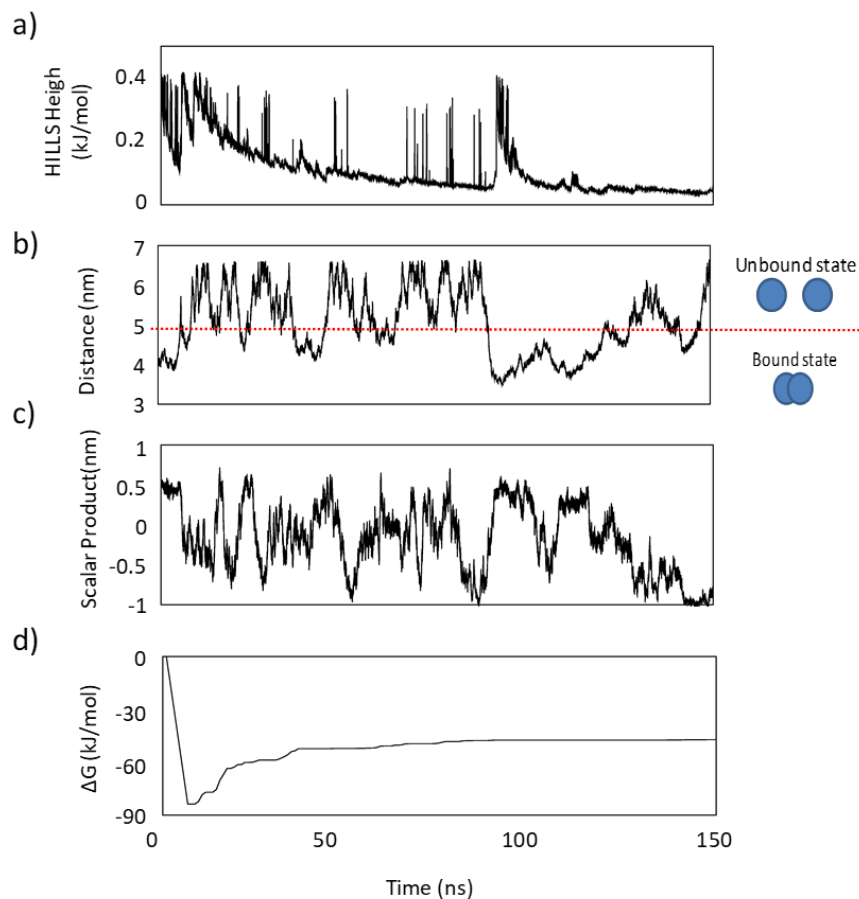 a)
HILLS Heigh
(kJ/mol)
0.4
0.2
0
b)
Distance (nm)
7
6
5
4
3
Unbound state
Bound state
c)
Scalar Product(nm)
1
0.5
0
-0.5
-1
d)
ΔG (kJ/mol)
0
-30
-60
-90
0 50 100 150
Time (ns)